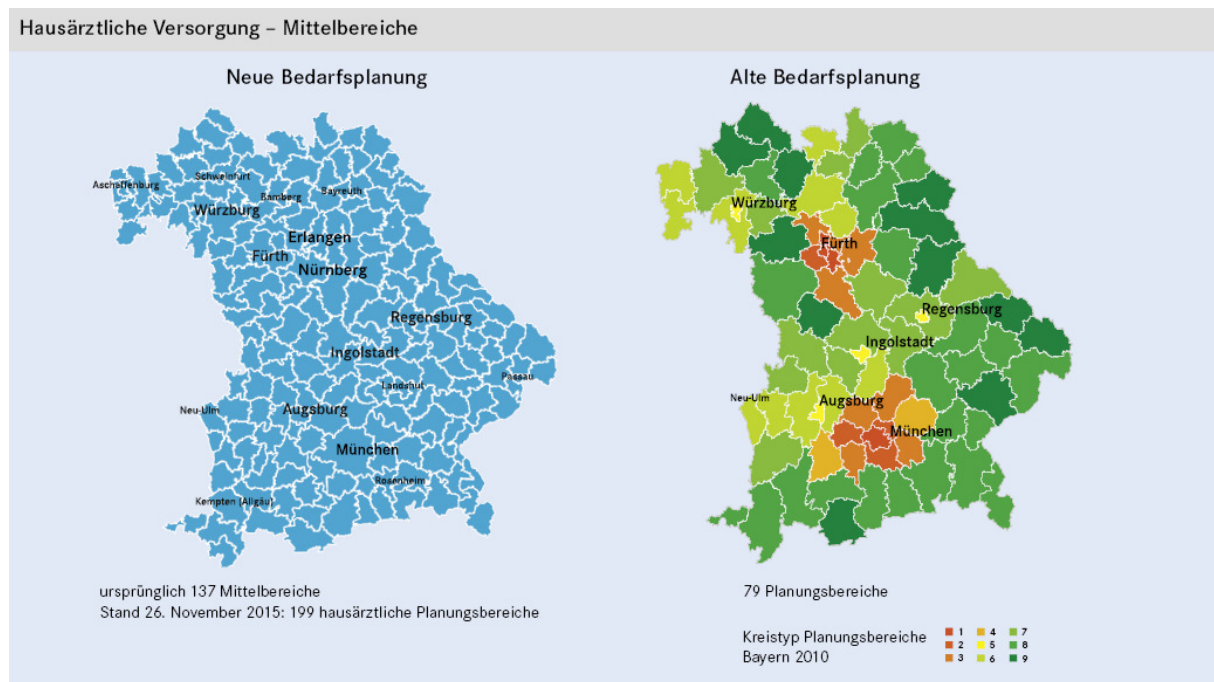 Hausärztliche Versorgung – Mittelbereiche
Neue Bedarfsplanung
Aschaffenburg
Schweinfurt
Bamberg
Bayreuth
Würzburg
Erlangen
Fürth
Nürnberg
Regensburg
Ingolstadt
Landshut
Passau
Neu-Ulm
Augsburg
München
Rosenheim
Kempten (Allgäu)
ursprünglich 137 Mittelbereiche
Stand 26. November 2015: 199 hausärztliche Planungsbereiche
Alte Bedarfsplanung
Würzburg
Fürth
Regensburg
Ingolstadt
Neu-Ulm
Augsburg
München
79 Planungsbereiche
Kreistyp Planungsbereiche
Bayern 2010
1 4 7
2 5 8
3 6 9